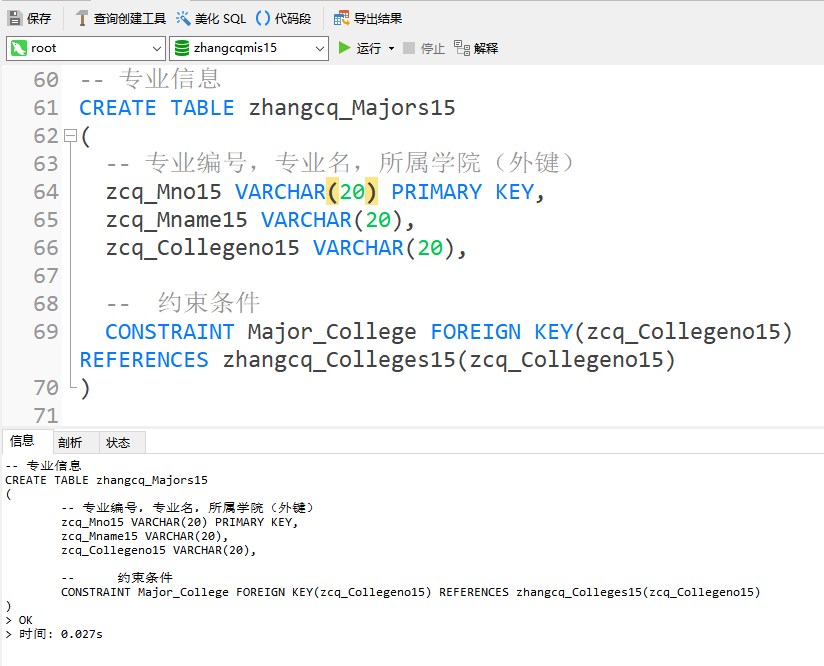 保存 查询创建工具 美化 SQL () 代码段 导出结果
root zhangcqmis15 运行 停止 解释
60 -- 专业信息
61 CREATE TABLE zhangcq_Majors15
62 (
63 -- 专业编号，专业名，所属学院（外键）
64 zcq_Mno15 VARCHAR(20) PRIMARY KEY,
65 zcq_Mname15 VARCHAR(20),
66 zcq_Collegeno15 VARCHAR(20),
67
68 -- 约束条件
69 CONSTRAINT Major_College FOREIGN KEY(zcq_Collegeno15)
REFERENCES zhangcq_Colleges15(zcq_Collegeno15)
70 )
71
信息 剖析 状态
-- 专业信息
CREATE TABLE zhangcq_Majors15
(
-- 专业编号，专业名，所属学院（外键）
zcq_Mno15 VARCHAR(20) PRIMARY KEY,
zcq_Mname15 VARCHAR(20),
zcq_Collegeno15 VARCHAR(20),
-- 约束条件
CONSTRAINT Major_College FOREIGN KEY(zcq_Collegeno15) REFERENCES zhangcq_Colleges15(zcq_Collegeno15)
)
> OK
> 时间: 0.027s